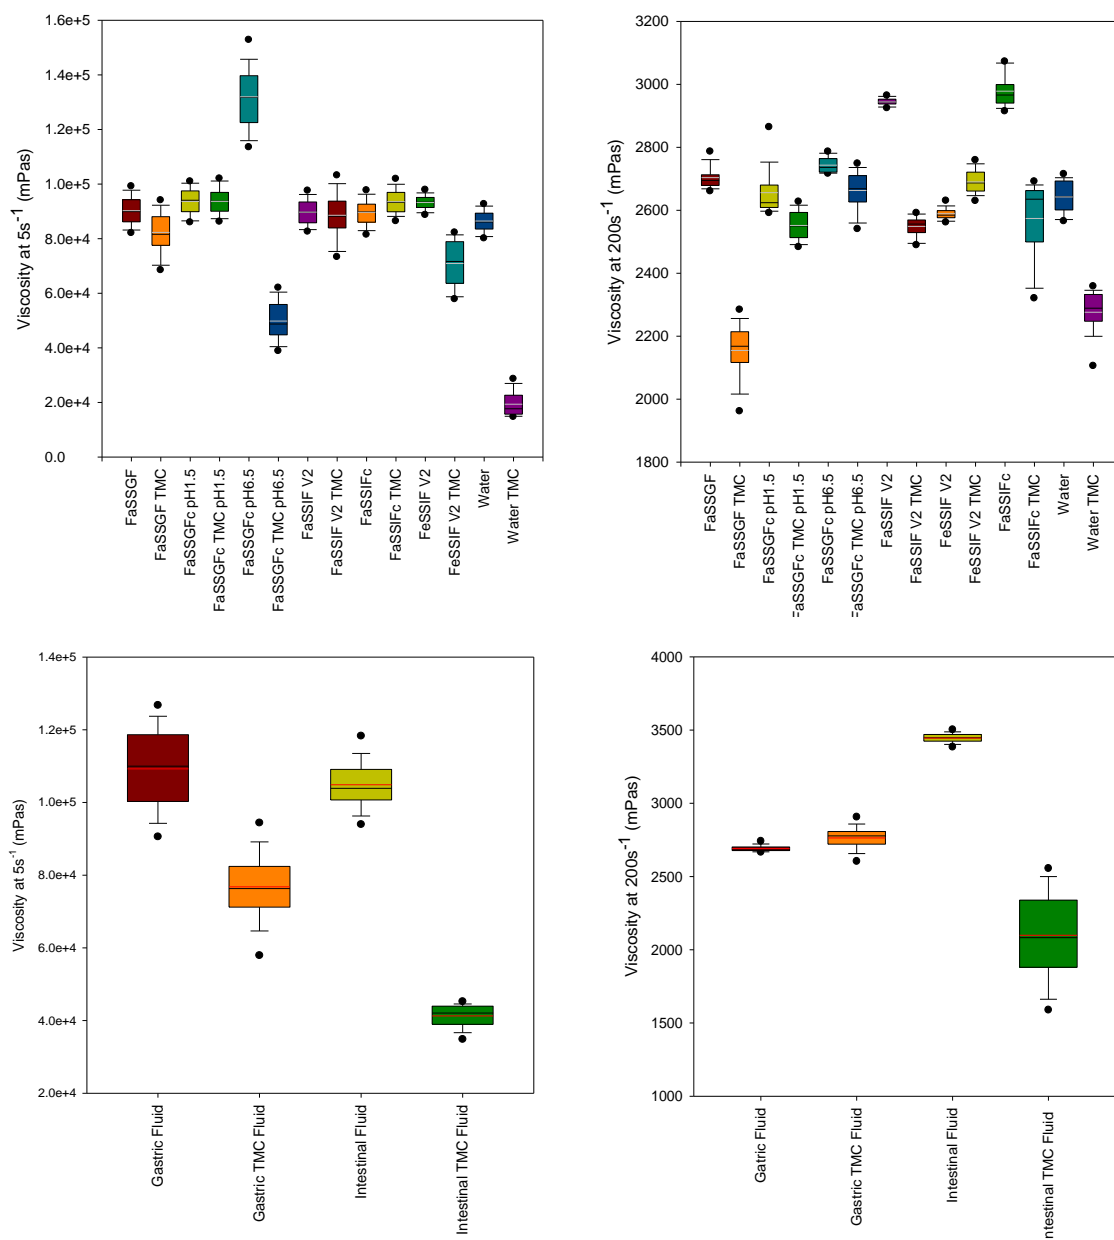 1.6e+5
1.4e+5
1.2e+5
1.0e+5
8.0e+4
6.0e+4
4.0e+4
2.0e+4
0.0
Viscosity at 5s-1 (mPas)
FaSSGF
FaSSGF TMC
FaSSGFc pH1.5
FaSSGFc TMC pH1.5
FaSSGFc pH6.5
FaSSGFc TMC pH6.5
FaSSIF V2
FaSSIF V2 TMC
FaSSIFc
FaSSIFc TMC
FeSSIF V2
FeSSIF V2 TMC
Water
Water TMC
3200
3000
2800
2600
2400
2200
2000
1800
Viscosity at 200s-1 (mPas)
FaSSGF
FaSSGF TMC
FaSSGFc pH1.5
FaSSGFc TMC pH1.5
FaSSGFc pH6.5
FaSSGFc TMC pH6.5
FaSSIF V2
FaSSIF V2 TMC
FeSSIF V2
FeSSIF V2 TMC
FaSSIFc
FaSSIFc TMC
Water
Water TMC
1.4e+5
1.2e+5
1.0e+5
8.0e+4
6.0e+4
4.0e+4
2.0e+4
Viscosity at 5s-1 (mPas)
Gastric Fluid
Gastric TMC Fluid
Intestinal Fluid
Intestinal TMC Fluid
4000
3500
3000
2500
2000
1500
1000
Viscosity at 200s-1 (mPas)
Gatric Fluid
Gastric TMC Fluid
Intestinal Fluid
Intestinal TMC Fluid